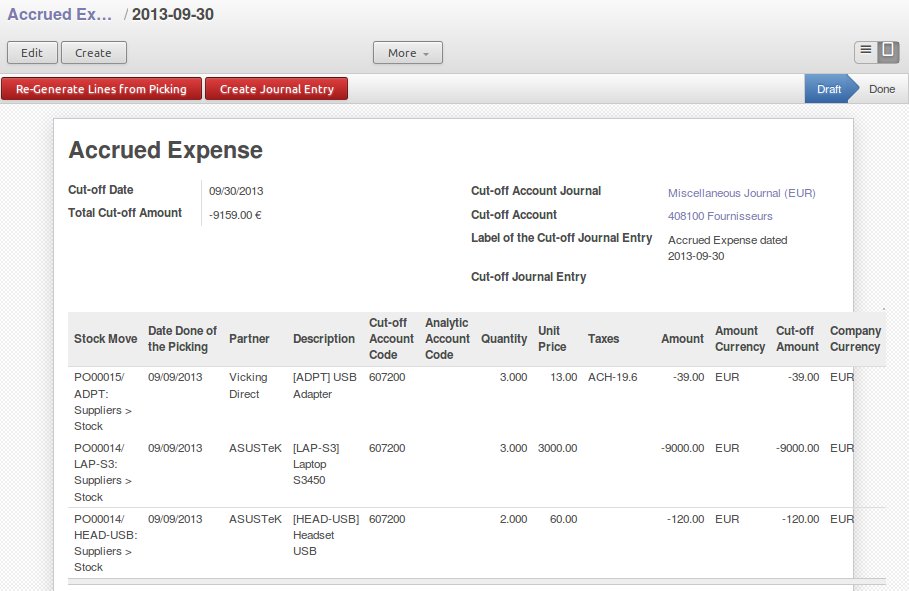 Accrued Ex... / 2013-09-30
Edit Create More
Re-Generate Lines from Picking Create Journal Entry Draft Done
Accrued Expense
Cut-off Date 09/30/2013
Total Cut-off Amount -9159.00 €
Cut-off Account Journal Miscellaneous Journal (EUR)
Cut-off Account 408100 Fournisseurs
Label of the Cut-off Journal Entry Accrued Expense dated
2013-09-30
Cut-off Journal Entry
Stock Move Date Done of the Picking Partner Description Cut-off Account Code Analytic Account Code Quantity Unit Price Taxes Amount Amount Currency Cut-off Amount Company Currency
PO00015/ 09/09/2013 Vicking [ADPT] USB 607200 3.000 13.00 ACH-19.6 -39.00 EUR -39.00 EUR
ADPT: Direct Adapter
Suppliers >
Stock
PO00014/ 09/09/2013 ASUSTeK [LAP-S3] 607200 3.000 3000.00 -9000.00 EUR -9000.00 EUR
LAP-S3: Laptop
Suppliers > S3450
Stock
PO00014/ 09/09/2013 ASUSTeK [HEAD-USB] 607200 2.000 60.00 -120.00 EUR -120.00 EUR
HEAD-USB: Headset
Suppliers > USB
Stock